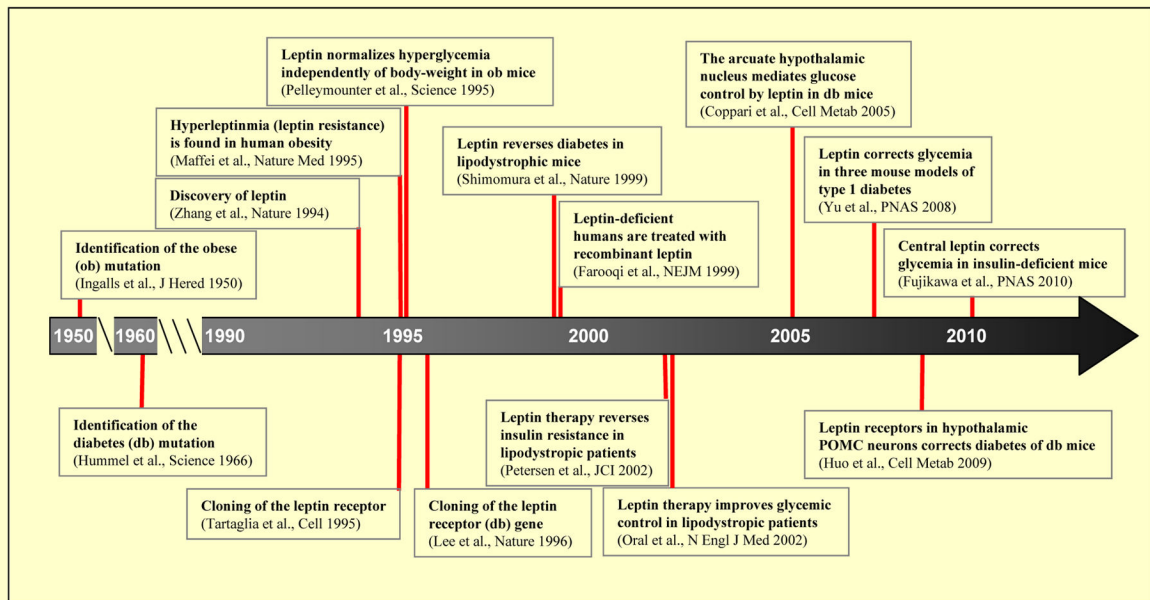 Leptin normalizes hyperglycemia
independently of body-weight in ob mice
(Pelleymounter et al., Science 1995)
The arcuate hypothalamic
nucleus mediates glucose
control by leptin in db mice
(Coppari et al., Cell Metab 2005)
Hyperleptinmia (leptin resistance)
is found in human obesity
(Maffei et al., Nature Med 1995)
Leptin reverses diabetes in
lipodystrophic mice
(Shimomura et al., Nature 1999)
Leptin corrects glycemia
in three mouse models of
type 1 diabetes
(Yu et al., PNAS 2008)
Discovery of leptin
(Zhang et al., Nature 1994)
Leptin-deficient
humans are treated with
recombinant leptin
(Farooqi et al., NEJM 1999)
Identification of the obese
(ob) mutation
(Ingalls et al., J Hered 1950)
Central leptin corrects
glycemia in insulin-deficient mice
(Fujikawa et al., PNAS 2010)
1950 1960 1990 1995 2000 2005 2010
Identification of the
diabetes (db) mutation
(Hummel et al., Science 1966)
Leptin therapy reverses
insulin resistance in
lipodystropic patients
(Petersen et al., JCI 2002)
Leptin receptors in hypothalamic
POMC neurons corrects diabetes of db mice
(Huo et al., Cell Metab 2009)
Cloning of the leptin receptor
(Tartaglia et al., Cell 1995)
Cloning of the leptin
receptor (db) gene
(Lee et al., Nature 1996)
Leptin therapy improves glycemic
control in lipodystropic patients
(Oral et al., N Engl J Med 2002)